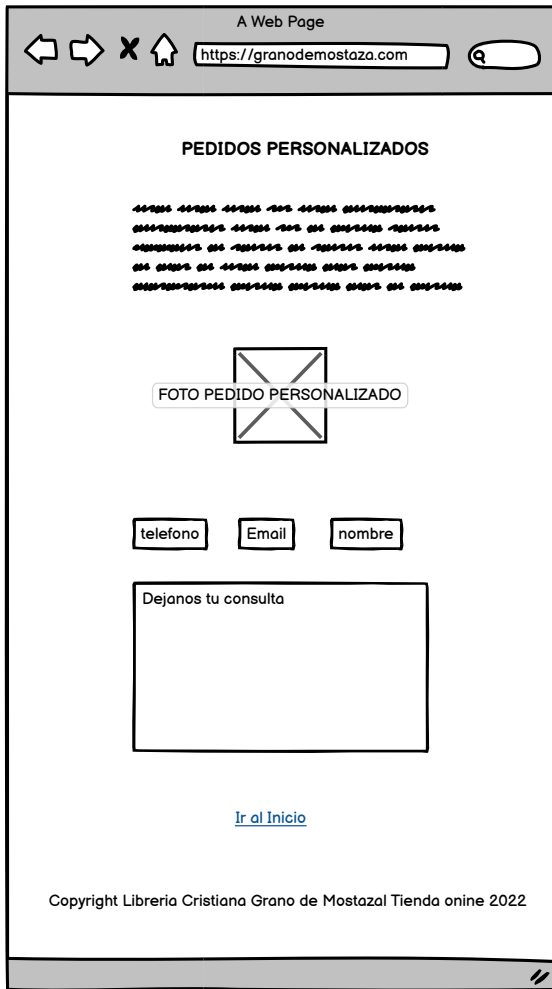 A Web Page
https://granodemostaza.com
PEDIDOS PERSONALIZADOS
FOTO PEDIDO PERSONALIZADO
telefono Email nombre
Dejanos tu consulta
Ir al Inicio
Copyright Libreria Cristiana Grano de Mostazal Tienda onine 2022